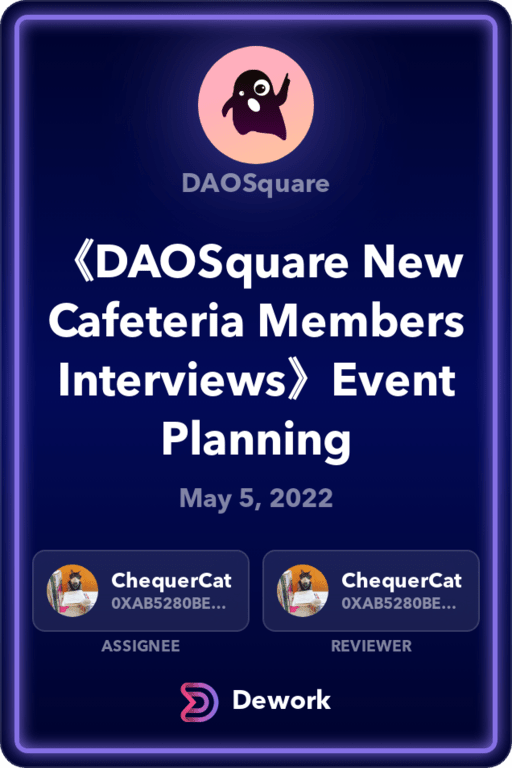 DAOSquare
《DAOSquare New
Cafeteria Members
Interviews》Event
Planning
May 5, 2022
ChequerCat
0XAB5280BE...
ASSIGNEE
ChequerCat
0XAB5280BE...
REVIEWER
Dework